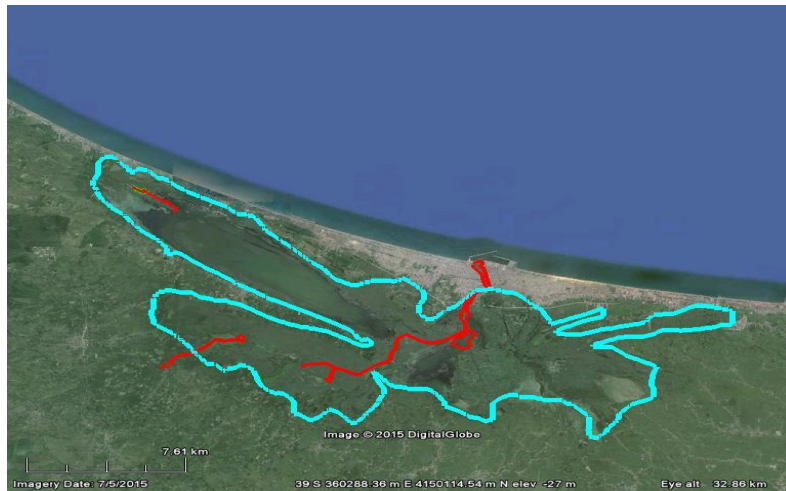 Image © 2015 DigitalGlobe
7.61 km
Imagery Date: 7/5/2015 39 S 360288.36 m E 4150114.54 m N elev -27 m Eye alt 32.86 km